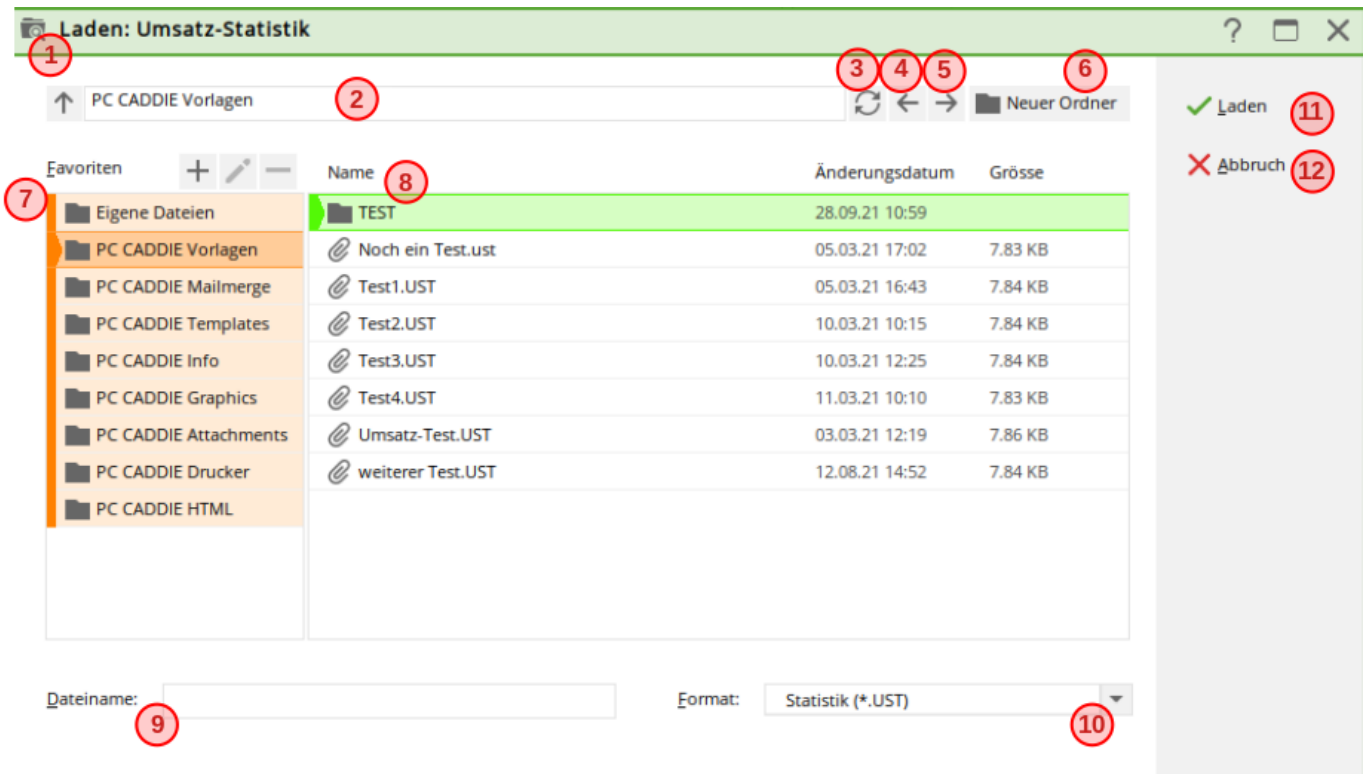 Laden: Umsatz-Statistik ?
1
3 4 5 6
PC CADDIE Vorlagen 2 Neuer Ordner
Laden 11
Favoriten
Name 8 Änderungsdatum Grösse
Abbruch 12
7
Eigene Dateien TEST 28.09.21 10:59
PC CADDIE Vorlagen Noch ein Test.ust 05.03.21 17:02 7.83 KB
PC CADDIE Mailmerge Test1.UST 05.03.21 16:43 7.84 KB
PC CADDIE Templates Test2.UST 10.03.21 10:15 7.84 KB
PC CADDIE Info Test3.UST 10.03.21 12:25 7.84 KB
PC CADDIE Graphics Test4.UST 11.03.21 10:10 7.83 KB
PC CADDIE Attachments Umsatz-Test.UST 03.03.21 12:19 7.86 KB
PC CADDIE Drucker weiterer Test.UST 12.08.21 14:52 7.84 KB
PC CADDIE HTML
Dateiname: Format: Statistik (*.UST)
9 10